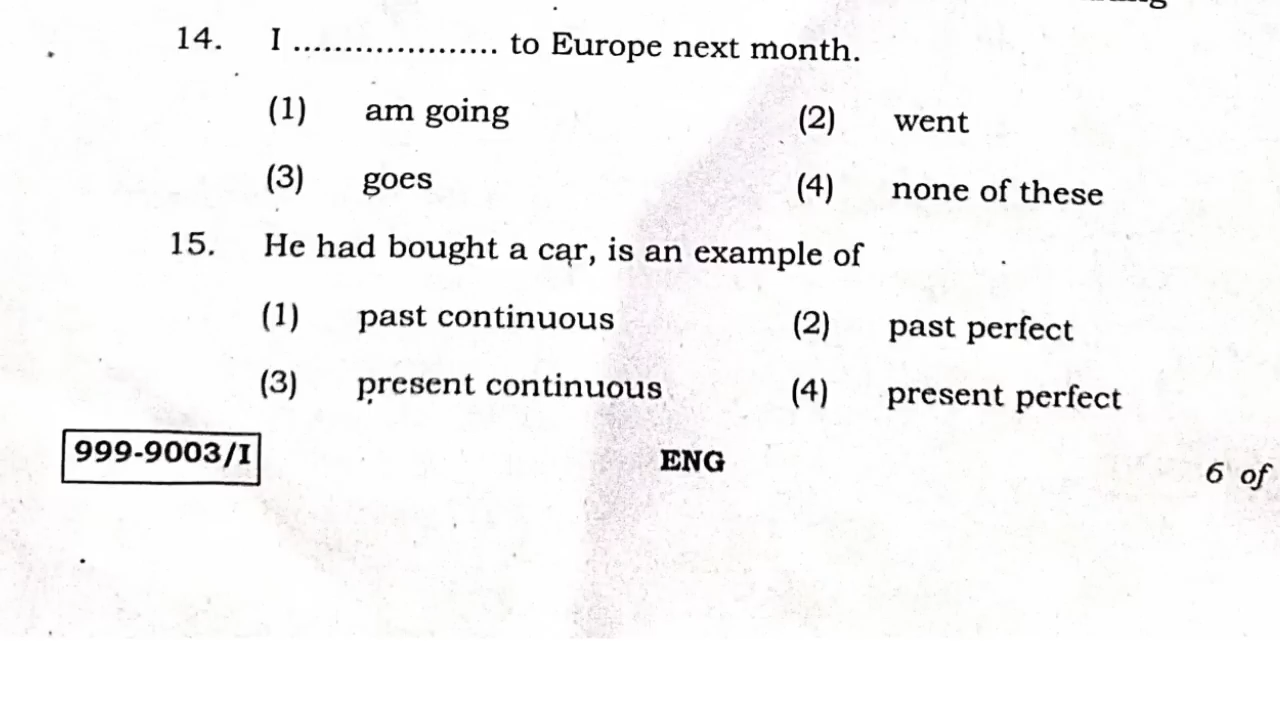 14. I .................... to Europe next month.
(1) am going (2) went
(3) goes (4) none of these
15. He had bought a car, is an example of
(1) past continuous (2) past perfect
(3) present continuous (4) present perfect
999-9003/I ENG 6 of